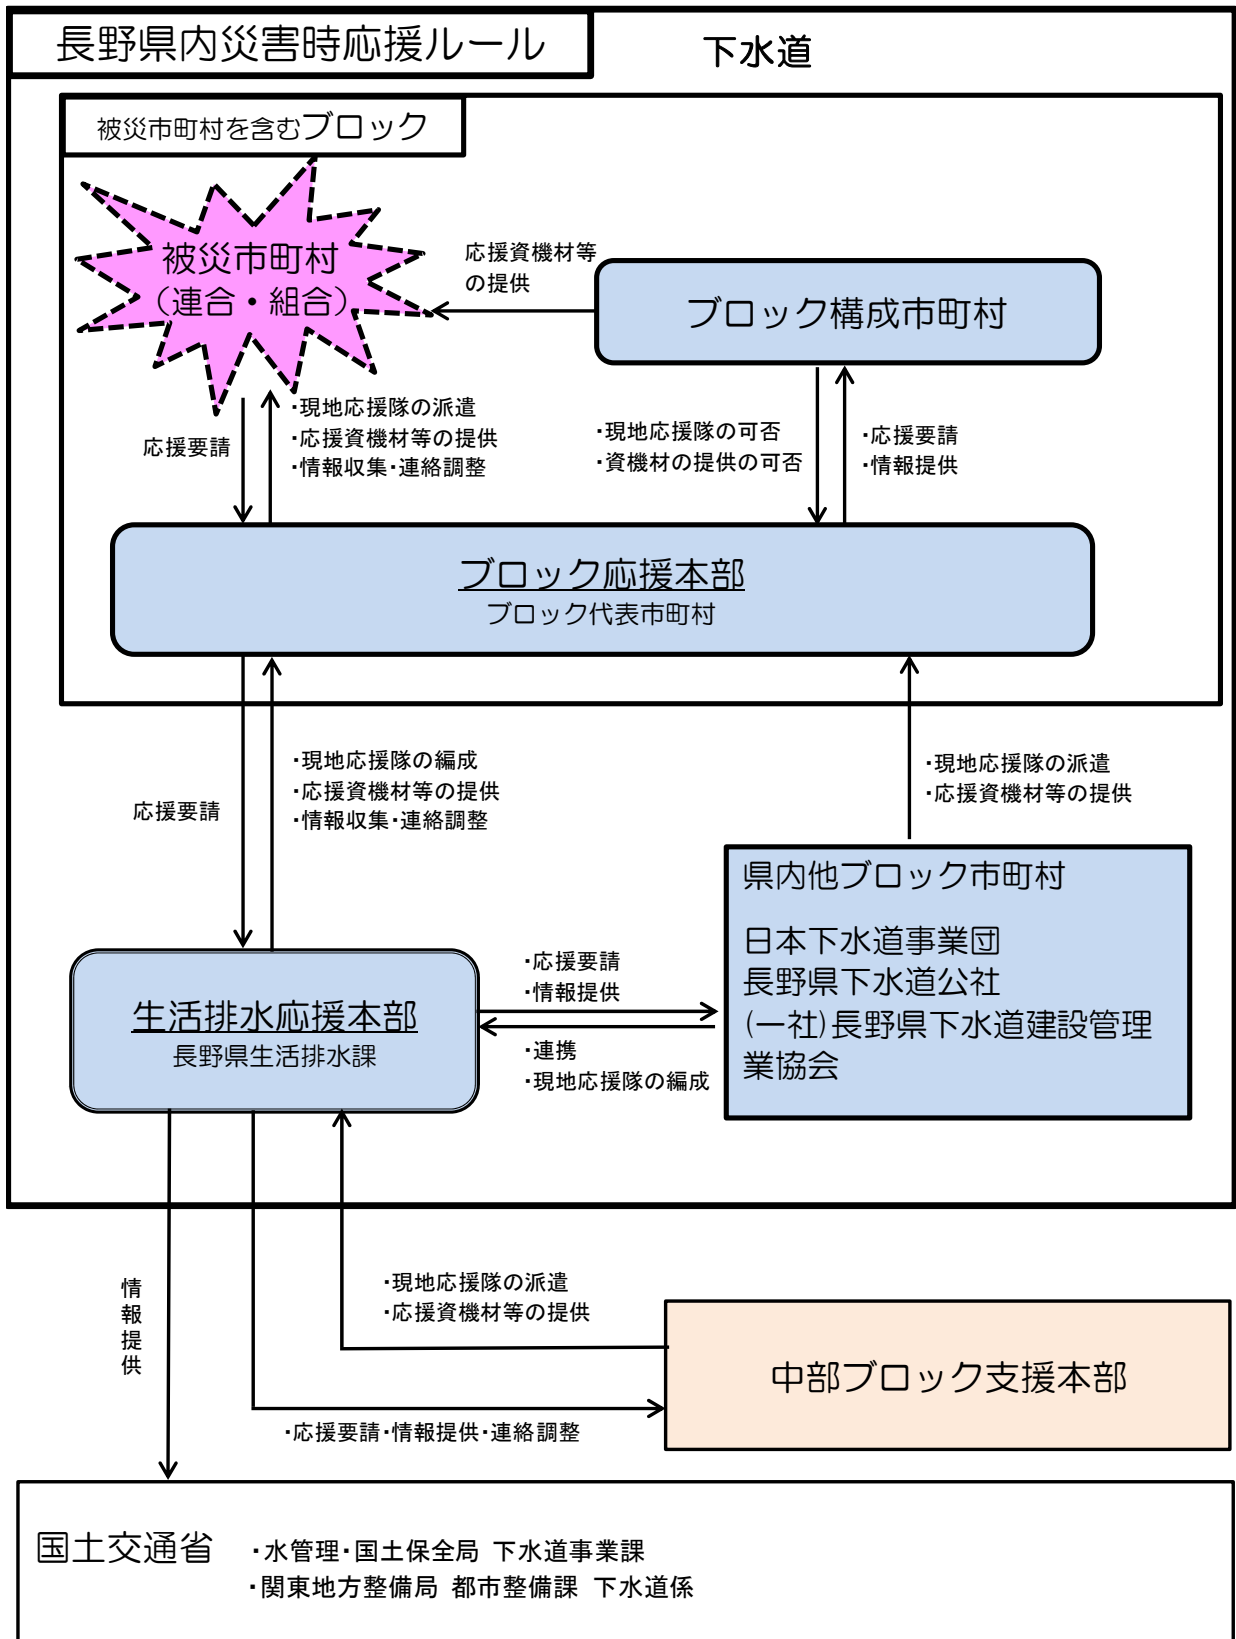 長野県内災害時応援ルール
下水道
被災市町村を含むブロック
被災市町村
（連合・組合）
応援資機材等
の提供
ブロック構成市町村
応援要請
・現地応援隊の派遣
・応援資機材等の提供
・情報収集・連絡調整
・現地応援隊の可否
・資機材の提供の可否
・応援要請
・情報提供
ブロック応援本部
ブロック代表市町村
応援要請
・現地応援隊の編成
・応援資機材等の提供
・情報収集・連絡調整
・現地応援隊の派遣
・応援資機材等の提供
県内他ブロック市町村
日本下水道事業団
長野県下水道公社
(一社)長野県下水道建設管理
業協会
・応援要請
・情報提供
・連携
・現地応援隊の編成
生活排水応援本部
長野県生活排水課
情報提供
・現地応援隊の派遣
・応援資機材等の提供
中部ブロック支援本部
・応援要請・情報提供・連絡調整
国土交通省 ・水管理・国土保全局 下水道事業課
・関東地方整備局 都市整備課 下水道係